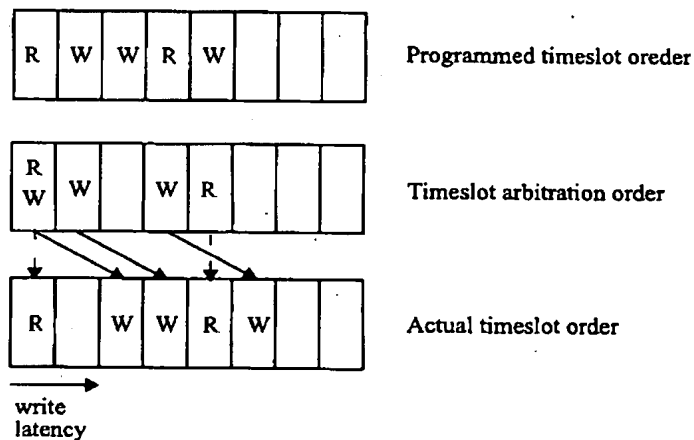 R W W R W Programmed timeslot oreder
R
W W W R Timeslot arbitration order
R W W R W Actual timeslot order
write
latency